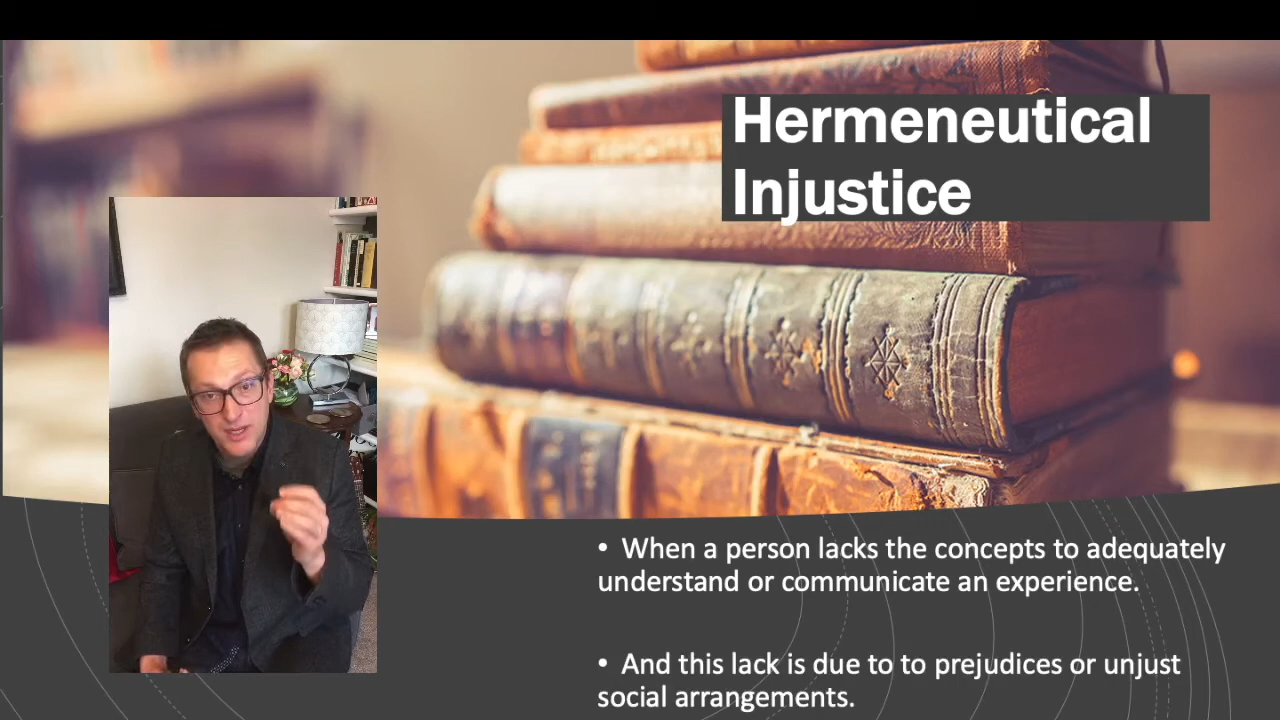 Hermeneutical
Injustice
• When a person lacks the concepts to adequately
understand or communicate an experience.
• And this lack is due to to prejudices or unjust
social arrangements.